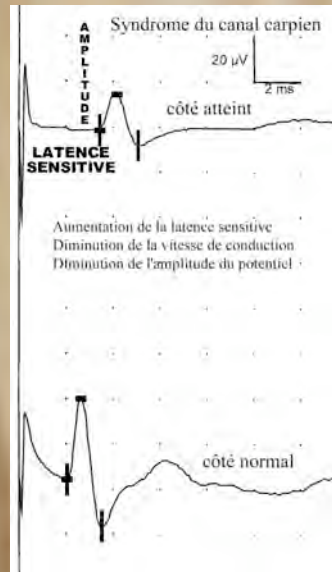 Syndrome du canal carpien
AMPLITUDE
20 µV
2 ms
côté atteint
LATENCE
SENSITIVE
Aumentation de la latence sensitive
Diminution de la vitesse de conduction
DIminution de l'amplitude du potentiel
côté normal